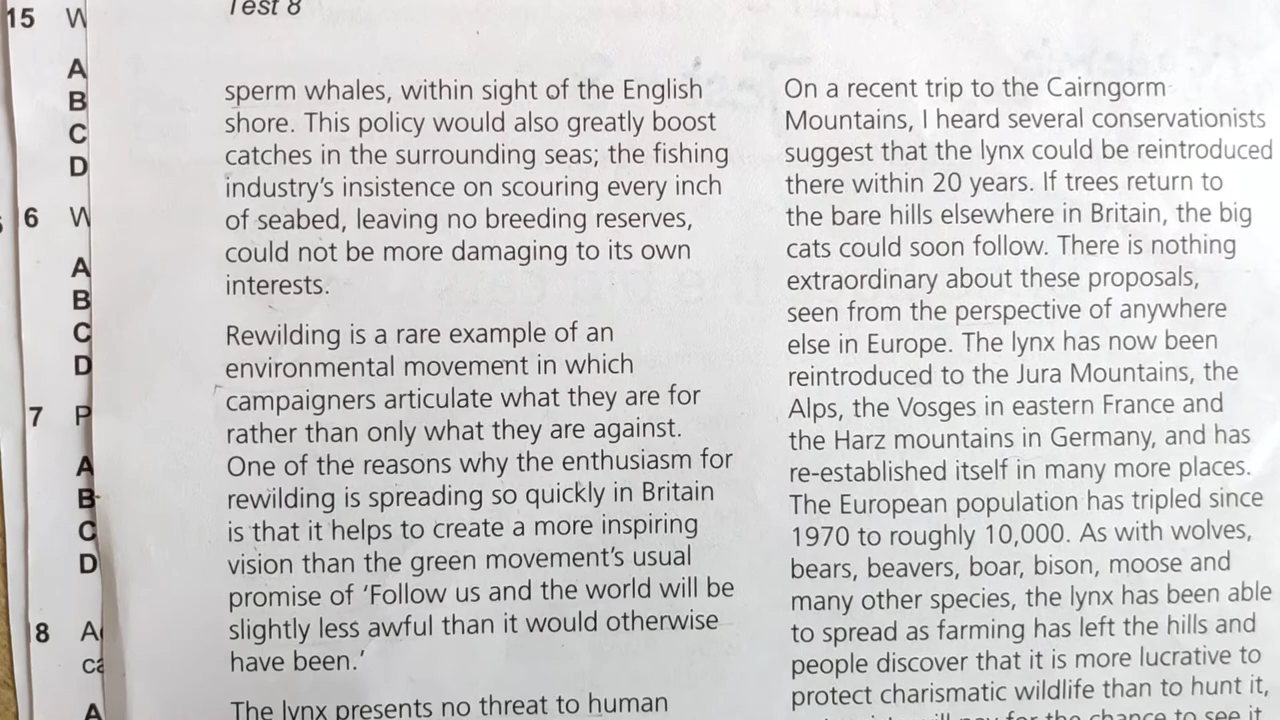 15 W
A
B
C
D
6 W
A
B
C
D
7 P
A
B
C
D
8 A
ca
A
Test 8
sperm whales, within sight of the English
shore. This policy would also greatly boost
catches in the surrounding seas; the fishing
industry's insistence on scouring every inch
of seabed, leaving no breeding reserves,
could not be more damaging to its own
interests.
Rewilding is a rare example of an
environmental movement in which
campaigners articulate what they are for
rather than only what they are against.
One of the reasons why the enthusiasm for
rewilding is spreading so quickly in Britain
is that it helps to create a more inspiring
vision than the green movement's usual
promise of 'Follow us and the world will be
slightly less awful than it would otherwise
have been.'
The lynx presents no threat to human
On a recent trip to the Cairngorm
Mountains, I heard several conservationists
suggest that the lynx could be reintroduced
there within 20 years. If trees return to
the bare hills elsewhere in Britain, the big
cats could soon follow. There is nothing
extraordinary about these proposals,
seen from the perspective of anywhere
else in Europe. The lynx has now been
reintroduced to the Jura Mountains, the
Alps, the Vosges in eastern France and
the Harz mountains in Germany, and has
re-established itself in many more places.
The European population has tripled since
1970 to roughly 10,000. As with wolves,
bears, beavers, boar, bison, moose and
many other species, the lynx has been able
to spread as farming has left the hills and
people discover that it is more lucrative to
protect charismatic wildlife than to hunt it,
will pay for the chance to see it